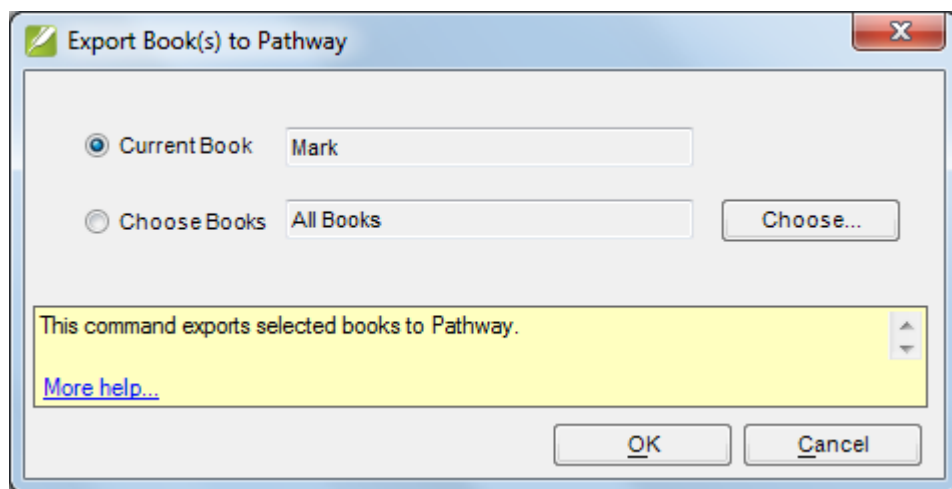 Export Book(s) to Pathway
Current Book Mark
Choose Books All Books Choose...
This command exports selected books to Pathway.
More help...
OK Cancel